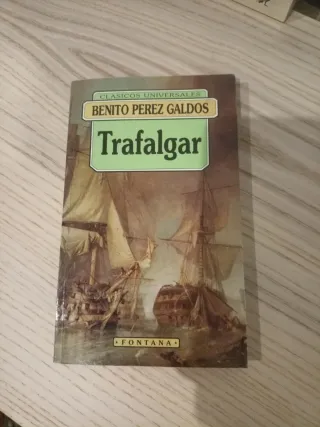 CLASICOS UNIVERSALES
BENITO PEREZ GALDOS
Trafalgar
• FONTANA •